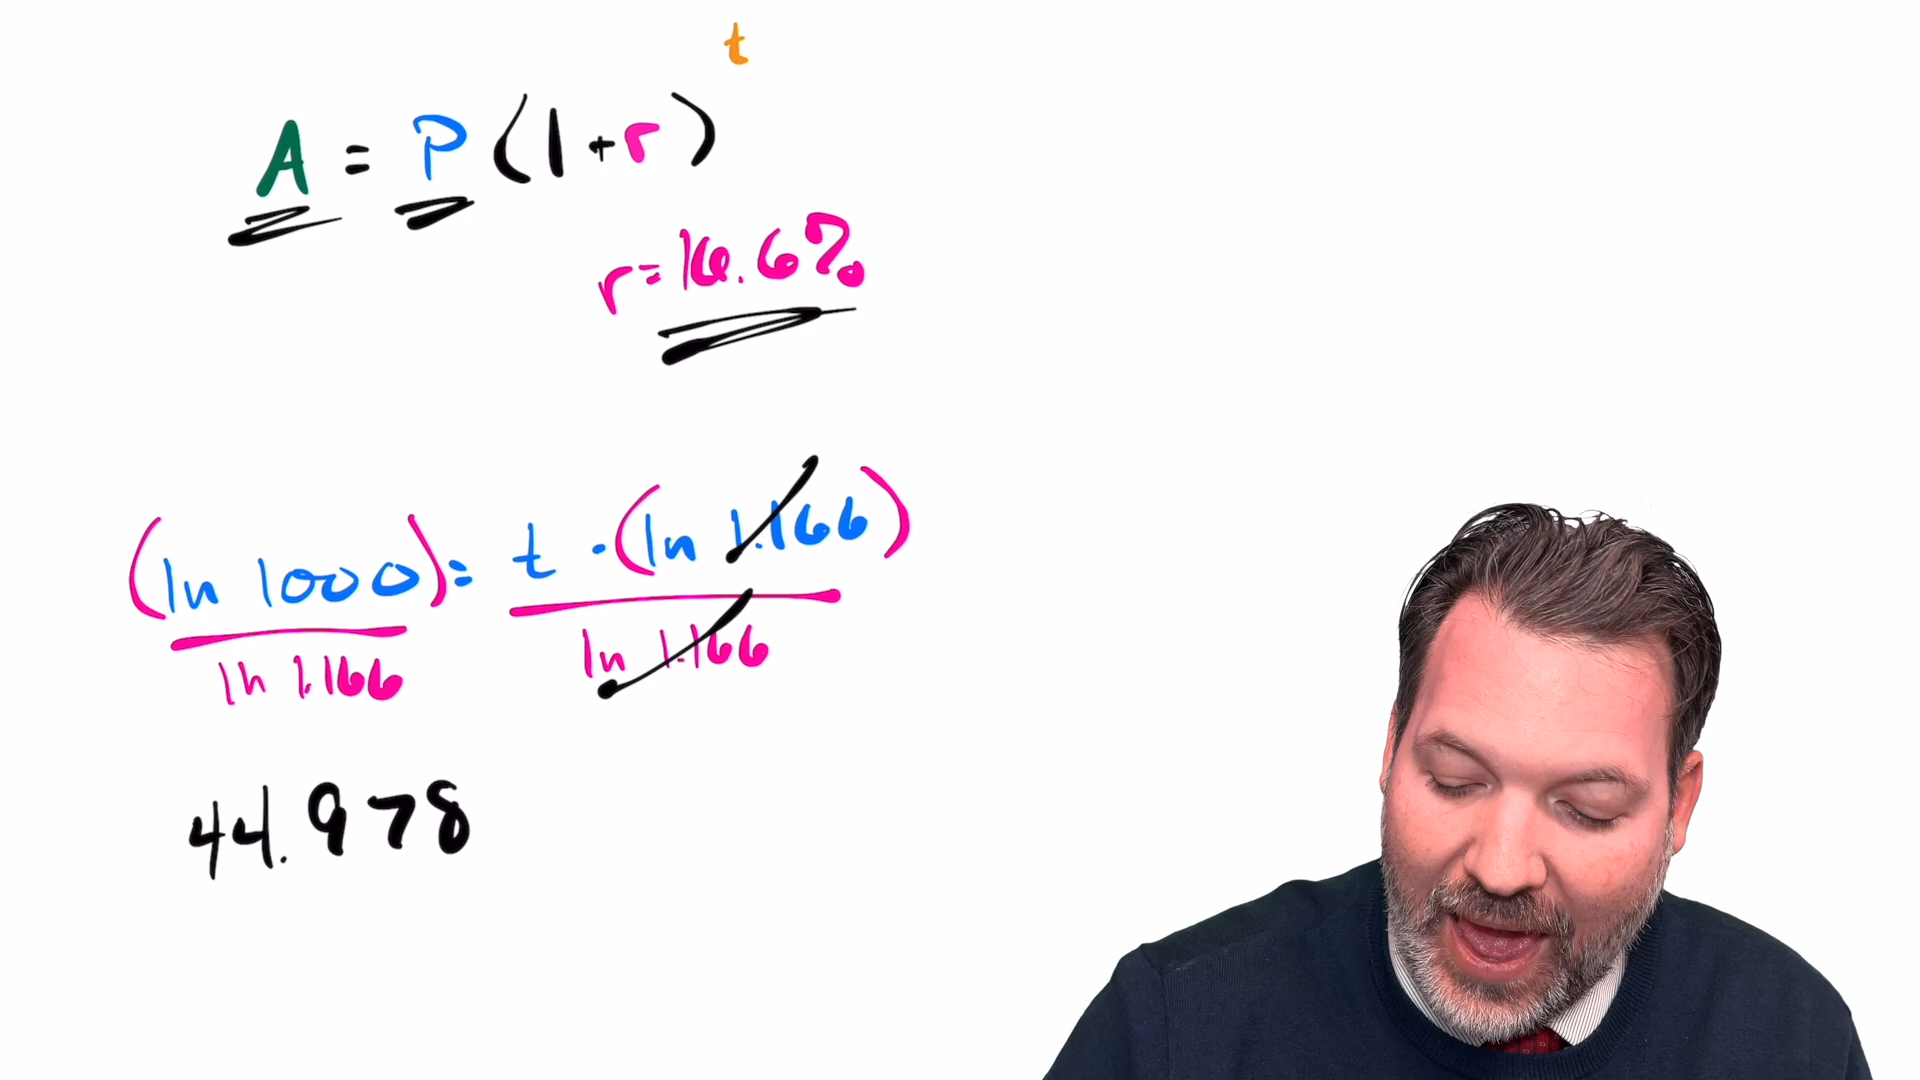 t
A = P (1 + r)
r = 16.6%
(ln 1000) = t · (ln 1.166)
ln 1.166 ln 1.166
44.978